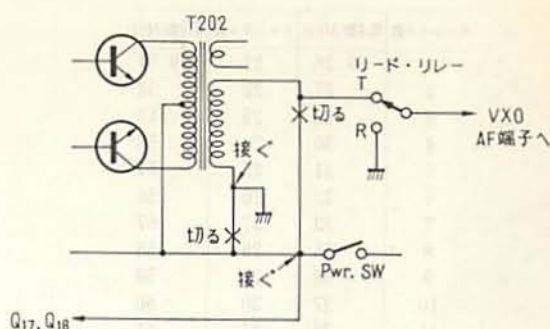 T202
リード・リレー
T
切る
VXO
AF端子へ
R
接ぐ
切る
接ぐ
Pwr. SW
Q17, Q18